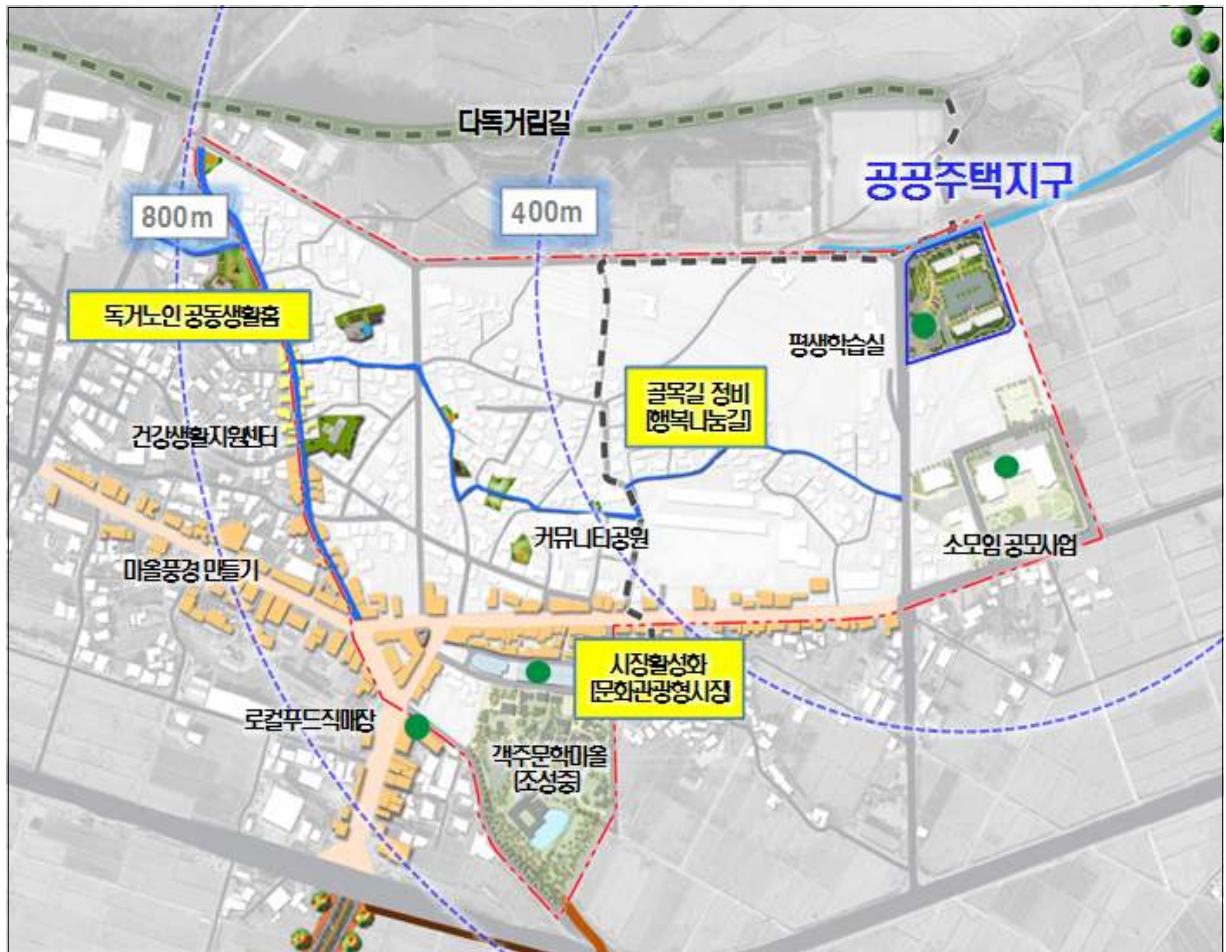 다독거림길
공공주택지구
800m
400m
독거노인 공동생활홈
평생학습실
골목길 정비
[행복나눔길]
건강생활지원센터
커뮤니티공원
소모임 공모사업
마을풍경 만들기
시장활성화
[문화관광형시장]
로컬푸드직매장
객주문학마을
[조성중]